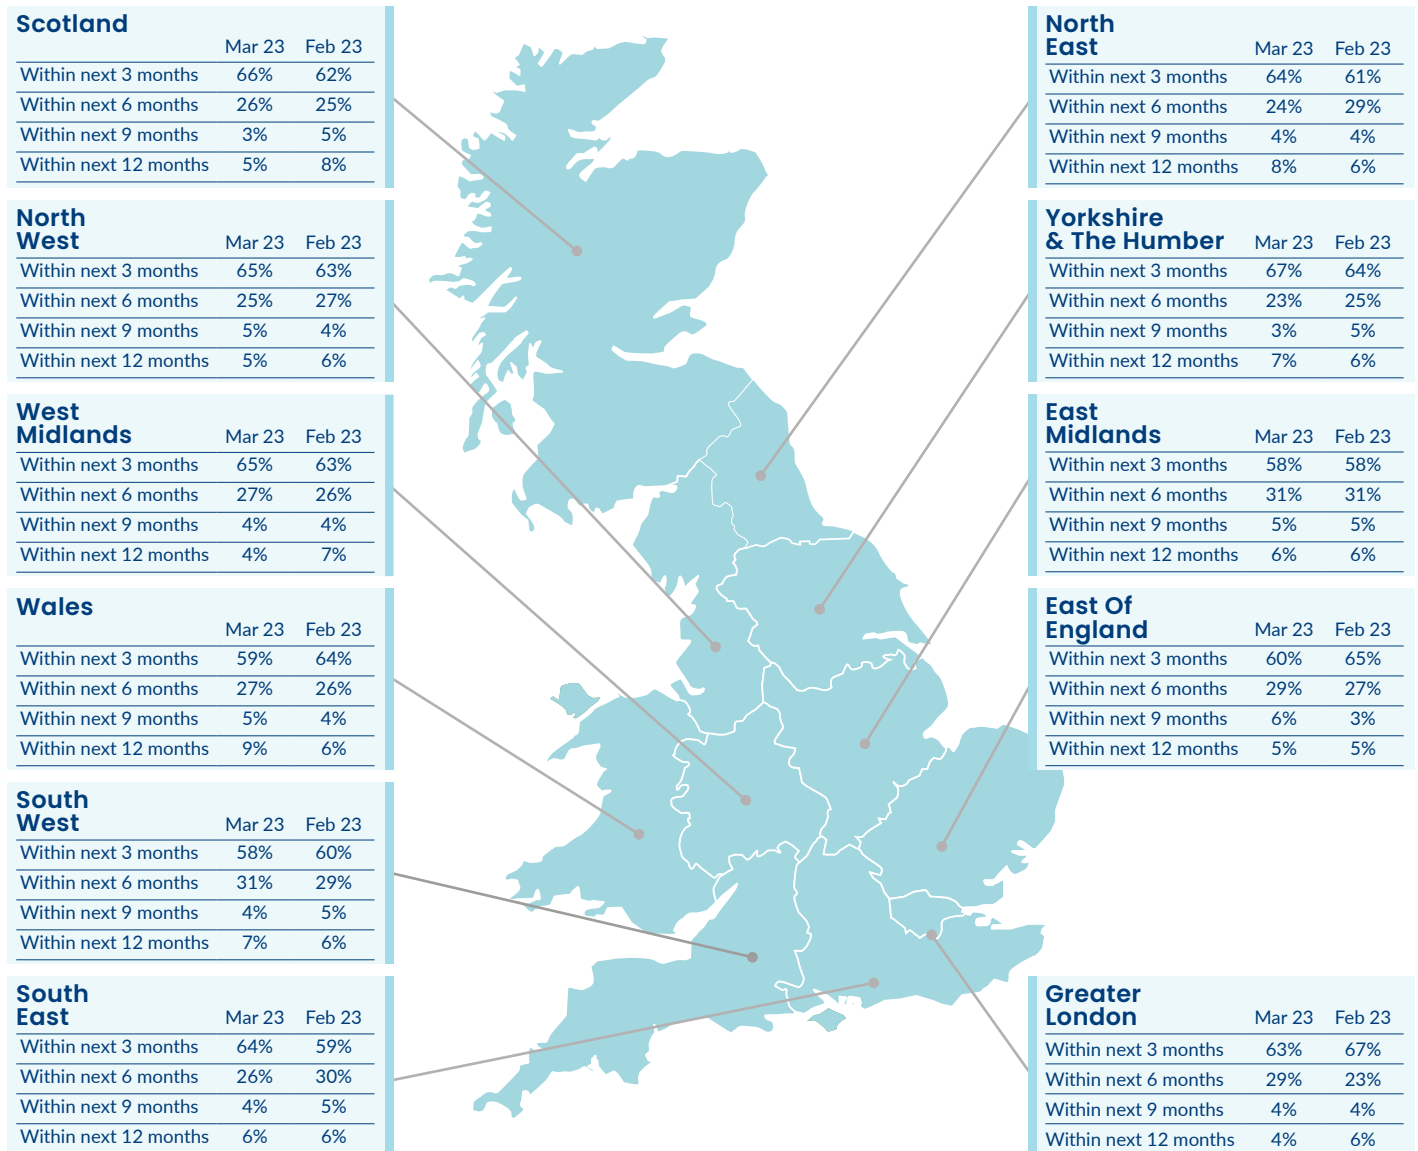 Scotland
Mar 23 Feb 23
Within next 3 months 66% 62%
Within next 6 months 26% 25%
Within next 9 months 3% 5%
Within next 12 months 5% 8%
North
West Mar 23 Feb 23
Within next 3 months 65% 63%
Within next 6 months 25% 27%
Within next 9 months 5% 4%
Within next 12 months 5% 6%
West
Midlands Mar 23 Feb 23
Within next 3 months 65% 63%
Within next 6 months 27% 26%
Within next 9 months 4% 4%
Within next 12 months 4% 7%
Wales
Mar 23 Feb 23
Within next 3 months 59% 64%
Within next 6 months 27% 26%
Within next 9 months 5% 4%
Within next 12 months 9% 6%
South
West Mar 23 Feb 23
Within next 3 months 58% 60%
Within next 6 months 31% 29%
Within next 9 months 4% 5%
Within next 12 months 7% 6%
South
East Mar 23 Feb 23
Within next 3 months 64% 59%
Within next 6 months 26% 30%
Within next 9 months 4% 5%
Within next 12 months 6% 6%
North
East Mar 23 Feb 23
Within next 3 months 64% 61%
Within next 6 months 24% 29%
Within next 9 months 4% 4%
Within next 12 months 8% 6%
Yorkshire
& The Humber Mar 23 Feb 23
Within next 3 months 67% 64%
Within next 6 months 23% 25%
Within next 9 months 3% 5%
Within next 12 months 7% 6%
East
Midlands Mar 23 Feb 23
Within next 3 months 58% 58%
Within next 6 months 31% 31%
Within next 9 months 5% 5%
Within next 12 months 6% 6%
East Of
England Mar 23 Feb 23
Within next 3 months 60% 65%
Within next 6 months 29% 27%
Within next 9 months 6% 3%
Within next 12 months 5% 5%
Greater
London Mar 23 Feb 23
Within next 3 months 63% 67%
Within next 6 months 29% 23%
Within next 9 months 4% 4%
Within next 12 months 4% 6%